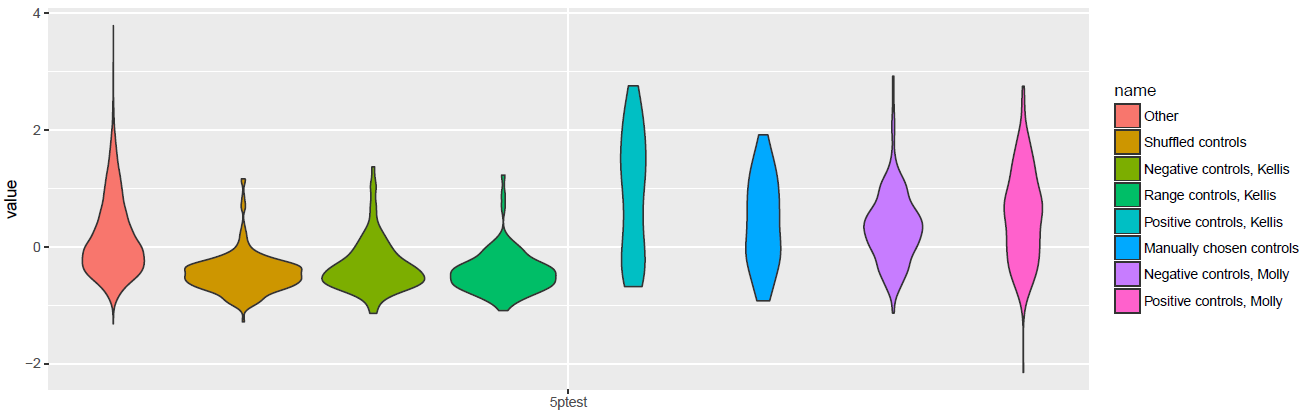 4
2
0
−2
value
5ptest
name
Other
Shuffled controls
Negative controls, Kellis
Range controls, Kellis
Positive controls, Kellis
Manually chosen controls
Negative controls, Molly
Positive controls, Molly